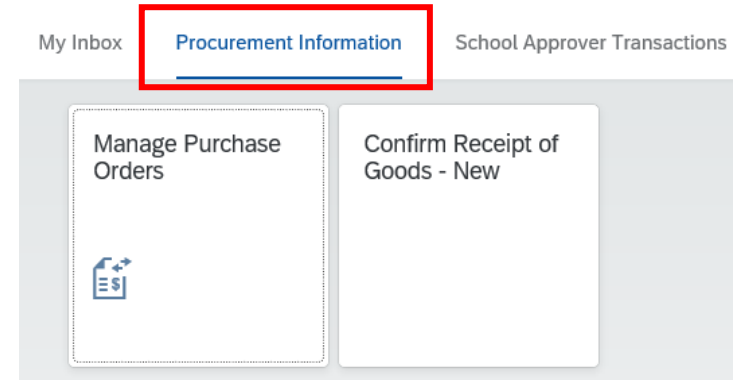 My Inbox Procurement Information School Approver Transactions
Manage Purchase
Orders
Confirm Receipt of
Goods - New
$